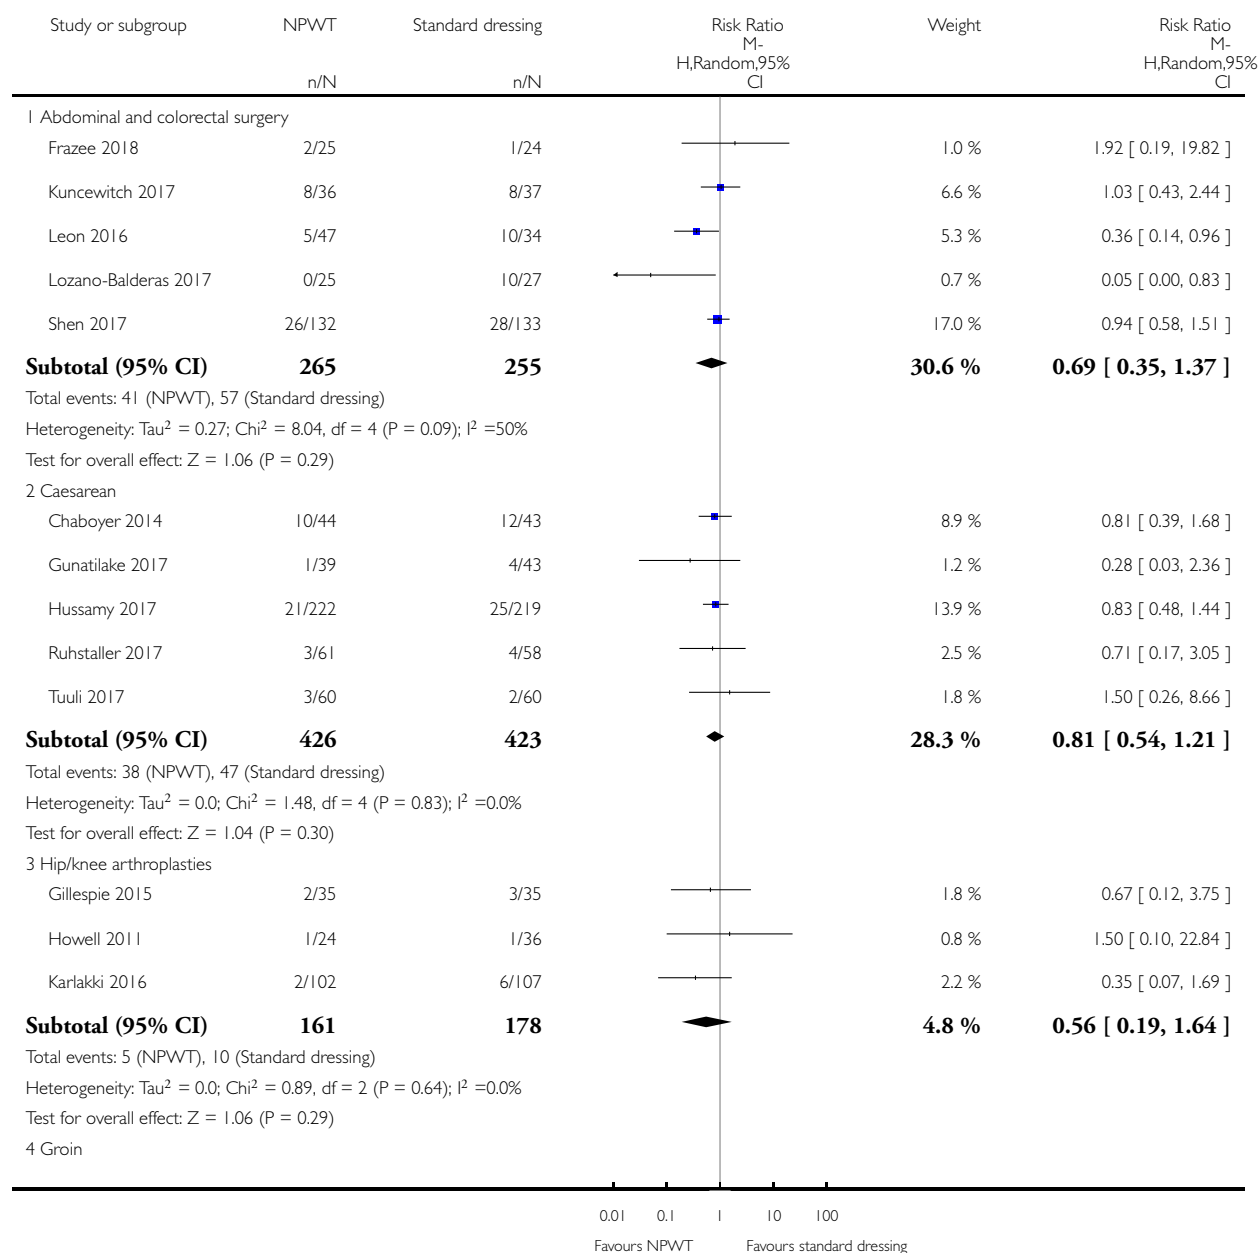 Study or subgroup NPWT Standard dressing Risk Ratio Weight Risk Ratio
M- M-
H,Random,95% H,Random,95%
n/N n/N CI CI
1 Abdominal and colorectal surgery
Frazee 2018 2/25 1/24 1.0 % 1.92 [ 0.19, 19.82 ]
Kuncewitch 2017 8/36 8/37 6.6 % 1.03 [ 0.43, 2.44 ]
Leon 2016 5/47 10/34 5.3 % 0.36 [ 0.14, 0.96 ]
Lozano-Balderas 2017 0/25 10/27 0.7 % 0.05 [ 0.00, 0.83 ]
Shen 2017 26/132 28/133 17.0 % 0.94 [ 0.58, 1.51 ]
Subtotal (95% CI) 265 255 30.6 % 0.69 [ 0.35, 1.37 ]
Total events: 41 (NPWT), 57 (Standard dressing)
Heterogeneity: Tau² = 0.27; Chi² = 8.04, df = 4 (P = 0.09); I² =50%
Test for overall effect: Z = 1.06 (P = 0.29)
2 Caesarean
Chaboyer 2014 10/44 12/43 8.9 % 0.81 [ 0.39, 1.68 ]
Gunatilake 2017 1/39 4/43 1.2 % 0.28 [ 0.03, 2.36 ]
Hussamy 2017 21/222 25/219 13.9 % 0.83 [ 0.48, 1.44 ]
Ruhstaller 2017 3/61 4/58 2.5 % 0.71 [ 0.17, 3.05 ]
Tuuli 2017 3/60 2/60 1.8 % 1.50 [ 0.26, 8.66 ]
Subtotal (95% CI) 426 423 28.3 % 0.81 [ 0.54, 1.21 ]
Total events: 38 (NPWT), 47 (Standard dressing)
Heterogeneity: Tau² = 0.0; Chi² = 1.48, df = 4 (P = 0.83); I² =0.0%
Test for overall effect: Z = 1.04 (P = 0.30)
3 Hip/knee arthroplasties
Gillespie 2015 2/35 3/35 1.8 % 0.67 [ 0.12, 3.75 ]
Howell 2011 1/24 1/36 0.8 % 1.50 [ 0.10, 22.84 ]
Karlakki 2016 2/102 6/107 2.2 % 0.35 [ 0.07, 1.69 ]
Subtotal (95% CI) 161 178 4.8 % 0.56 [ 0.19, 1.64 ]
Total events: 5 (NPWT), 10 (Standard dressing)
Heterogeneity: Tau² = 0.0; Chi² = 0.89, df = 2 (P = 0.64); I² =0.0%
Test for overall effect: Z = 1.06 (P = 0.29)
4 Groin
0.01 0.1 1 10 100
Favours NPWT Favours standard dressing